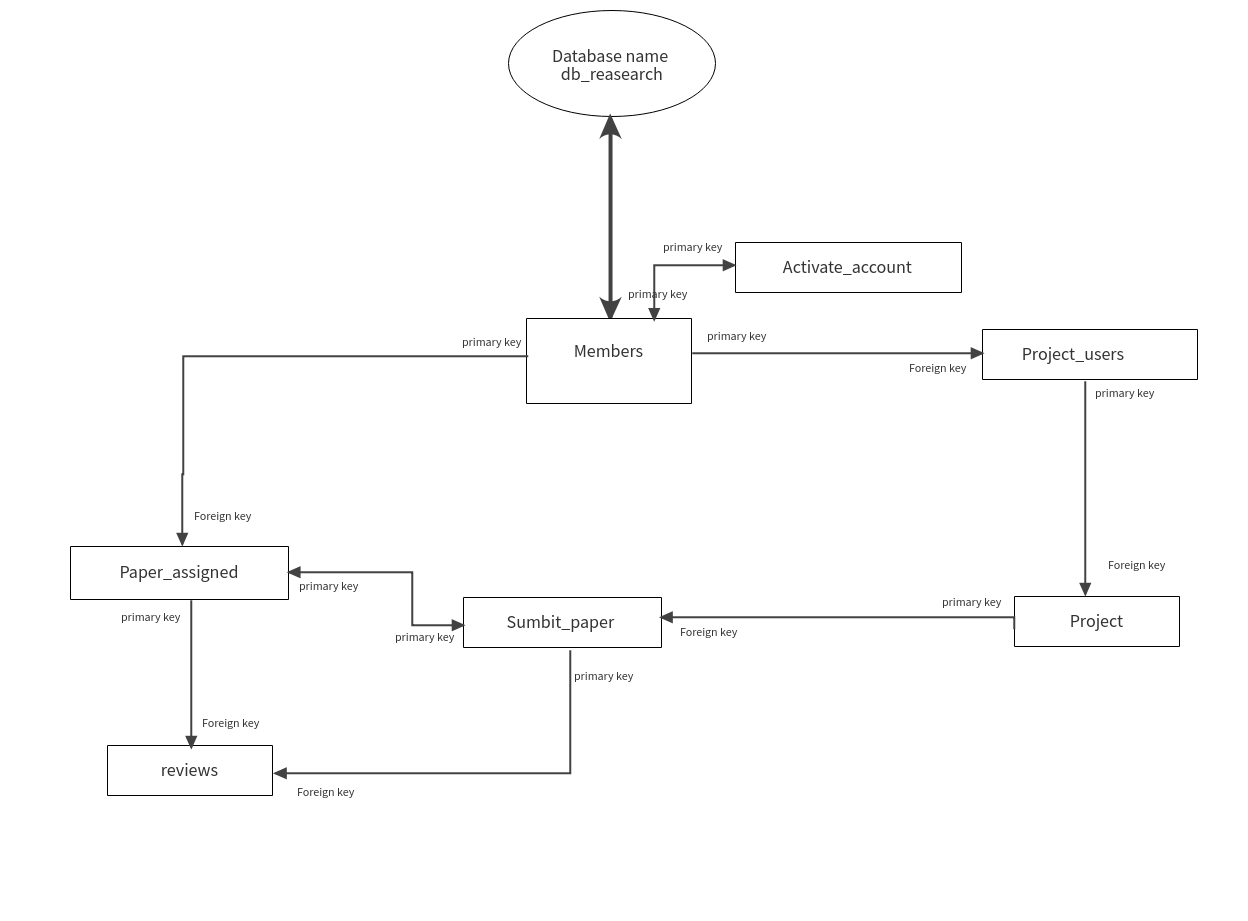 Database name
db_reasearch
primary key
Activate_account
primary key
primary key
Members
primary key
Project_users
Foreign key
primary key
Foreign key
Foreign key
Paper_assigned
primary key
primary key
Sumbit_paper
primary key
Foreign key
primary key
Project
primary key
primary key
Foreign key
reviews
Foreign key